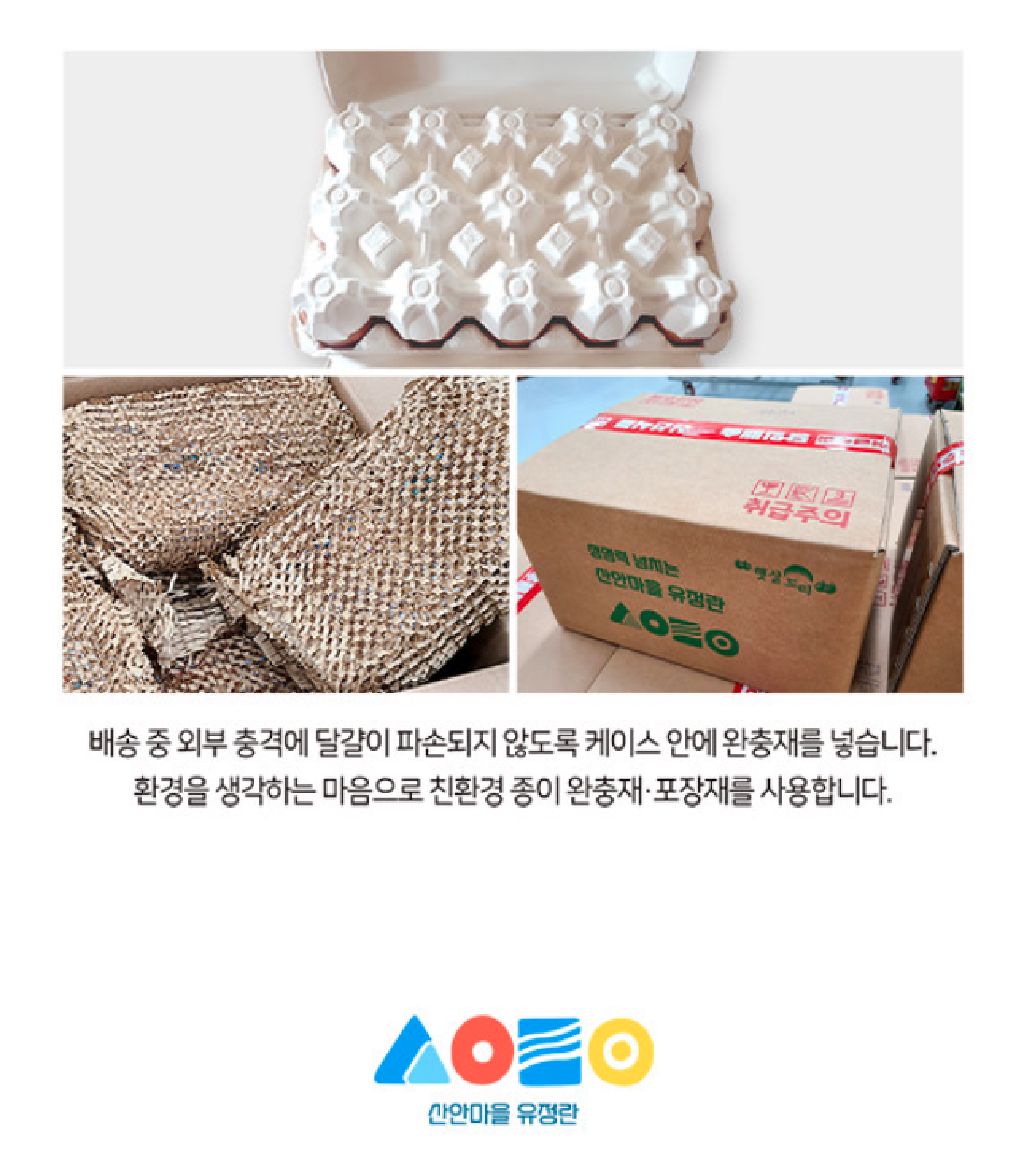 취급주의
생명력 넘치는
산안마을 유정란
햇살도리
배송 중 외부 충격에 달걀이 파손되지 않도록 케이스 안에 완충재를 넣습니다.
환경을 생각하는 마음으로 친환경 종이 완충재·포장재를 사용합니다.
산안마을 유정란